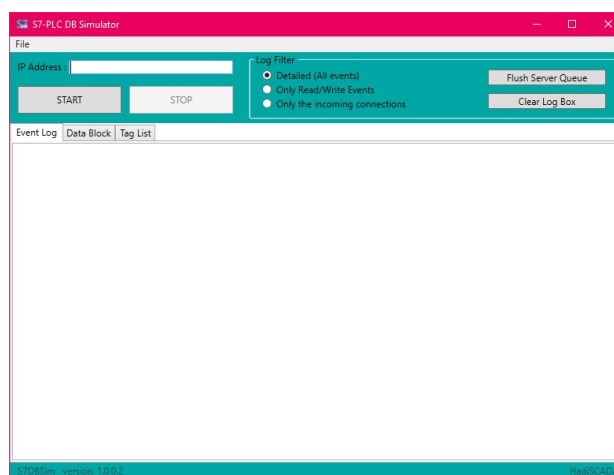 S7-PLC DB Simulator
File
IP Address :
START
STOP
Log Filter
Detailed (All events)
Only Read/Write Events
Only the incoming connections
Flush Server Queue
Clear Log Box
Event Log
Data Block
Tag List
S7DBSim version 1.0.0.2
HadiSCAD